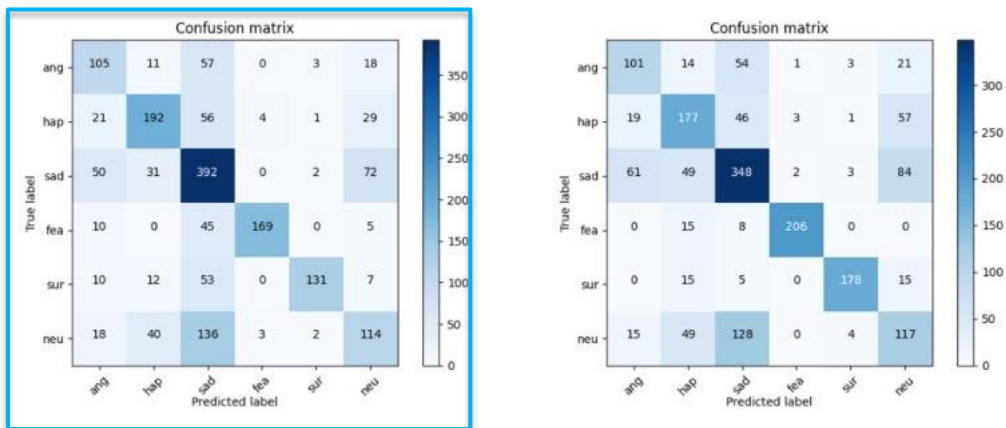 Confusion matrix
ang 105 11 57 0 3 18
350
hap 21 192 56 4 1 29
300
250
sad 50 31 392 0 2 72
200
True label
fea 10 0 45 169 0 5
150
100
sur 10 12 53 0 131 7
50
neu 18 40 136 3 2 114
0
ang hap sad fea sur neu
Predicted label
Confusion matrix
ang 101 14 54 1 3 21
300
hap 19 177 46 3 1 57
250
sad 61 49 348 2 3 84
200
True label
150
fea 0 15 8 206 0 0
100
sur 0 15 5 0 178 15
50
neu 15 49 128 0 4 117
0
ang hap sad fea sur neu
Predicted label